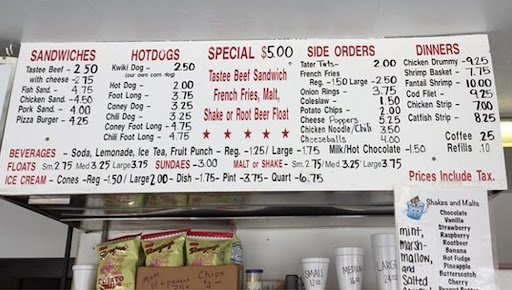 SANDWICHES
Tastee Beef - 2.50
with cheese - 2.75
Fish Sand. - 4.75
Chicken Sand. - 4.50
Pork Sand. - 4.00
Pizza Burger - 4.25
HOTDOGS
Kwiki Dog - 2.50
(our own corn dog)
Hot Dog - 2.00
Foot Long - 3.75
Coney Dog - 3.25
Chili Dog - 3.25
Coney Foot Long - 4.75
Chili Foot Long - 4.75
SPECIAL $5.00
Tastee Beef Sandwich
French Fries, Malt,
Shake or Root Beer Float
SIDE ORDERS
Tater Tots - 2.00
French Fries
Reg. - 1.50 Large - 2.50
Onion Rings - 3.75
Coleslaw - 1.50
Potato Chips - 2.00
Cheese Poppers 5.25
Chicken Noodle/Chili 3.50
Cheeseballs 4.00
DINNERS
Chicken Drummy - 9.25
Shrimp Basket - 7.75
Fantail Shrimp - 10.00
Cod Filet - 9.25
Chicken Strip - 7.00
Catfish Strip - 8.25
Coffee 25
Refills .10
BEVERAGES - Soda, Lemonade, Ice Tea, Fruit Punch - Reg. - 1.25 / Large - 1.75 Milk/Hot Chocolate - 1.50
FLOATS Sm. 2.75 Med. 3.25 Large 3.75 SUNDAES - 3.00 MALT or SHAKE - Sm. 2.75 Med. 3.25 Large 3.75
ICE CREAM - Cones - Reg - 1.50 / Large 2.00 - Dish - 1.75 - Pint - 3.75 - Quart - 6.75
Prices Include Tax.
Shakes and Malts
Chocolate
Vanilla
Strawberry
Raspberry
Rootbeer
Banana
Hot Fudge
Pineapple
Butterscotch
Cherry
Peanut Butter
mint,
marsh-
mallow,
and
Salted
Chips
SMALL
12 oz
MEDIUM
16 oz
LARGE